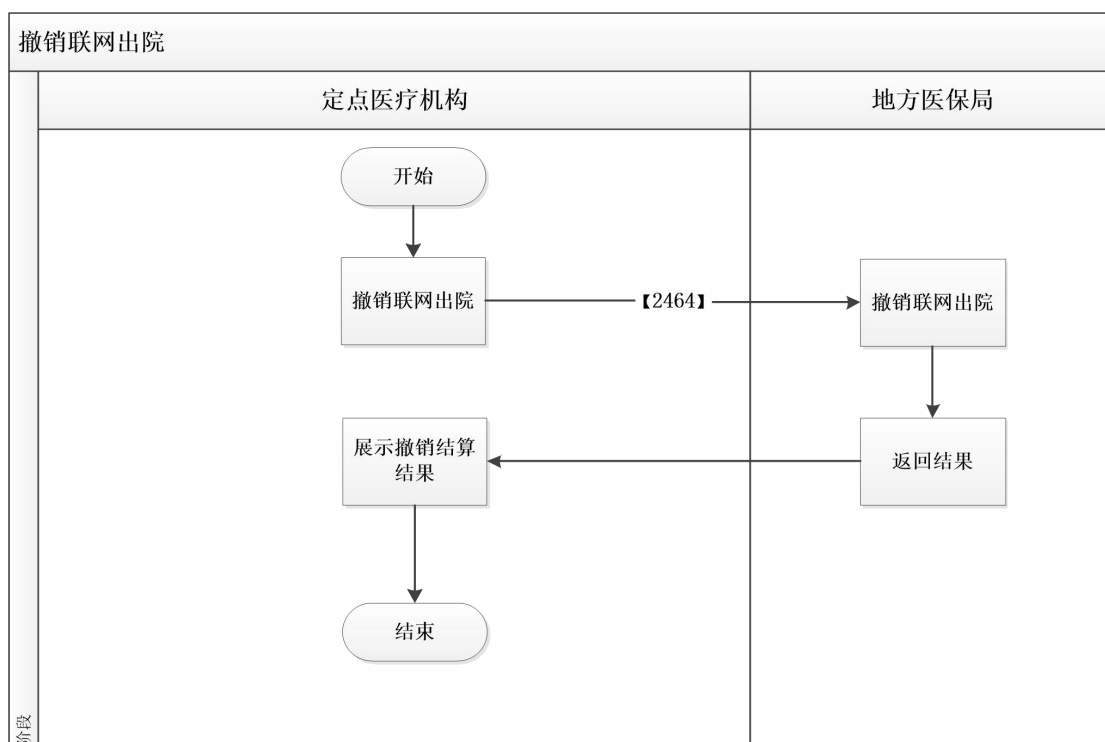 撤销联网出院
定点医疗机构
地方医保局
开始
撤销联网出院
【2464】
撤销联网出院
展示撤销结算
结果
返回结果
结束
阶段